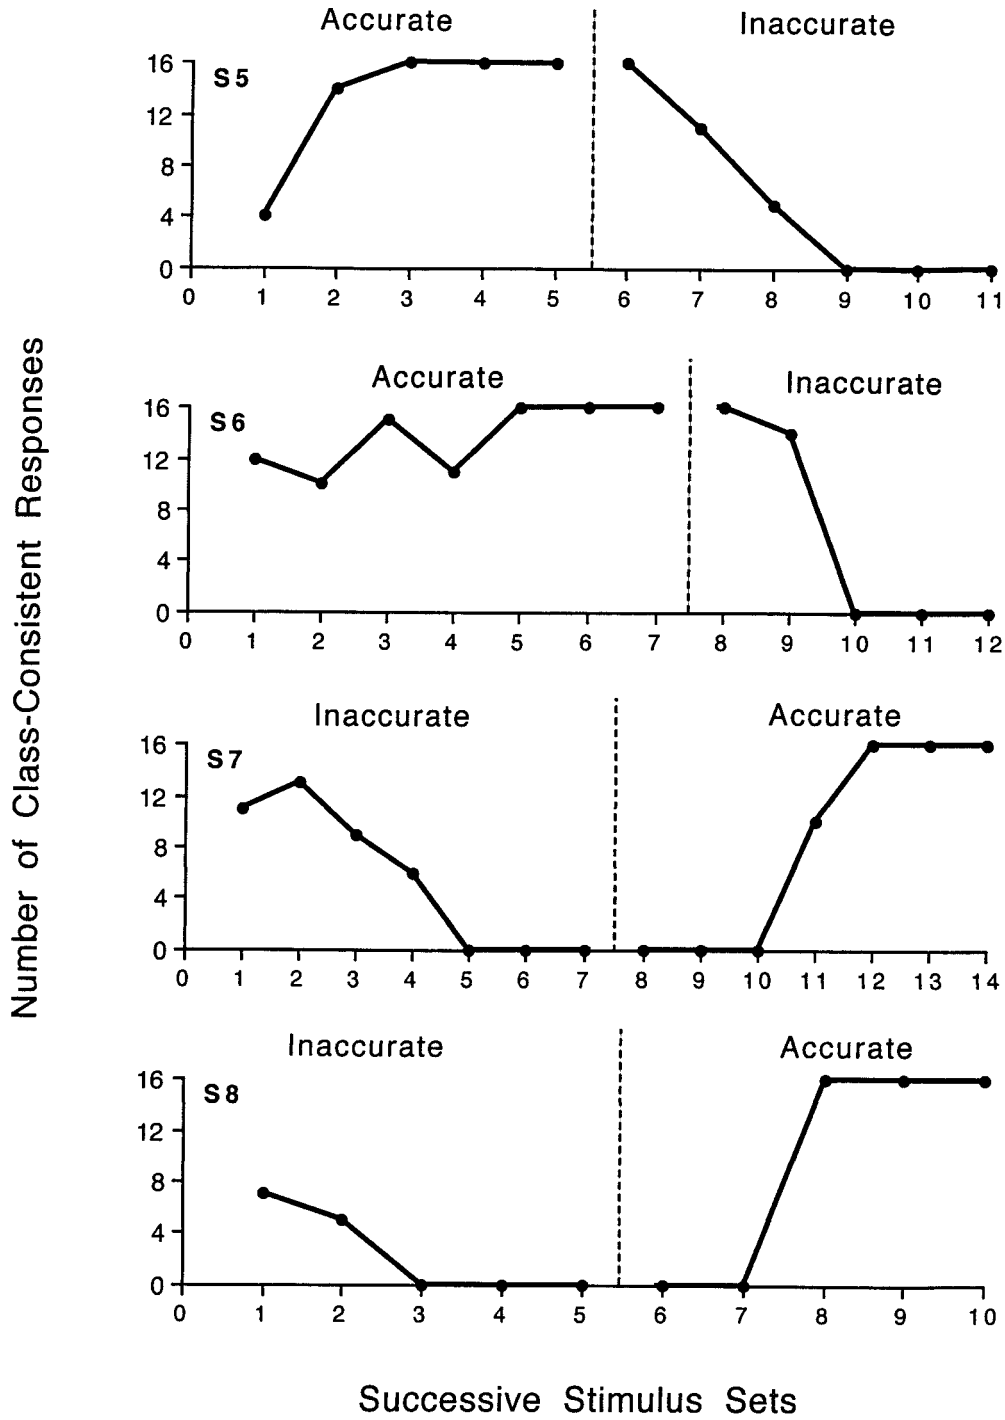 Accurate Inaccurate
16 S5
12
8
4
0
0 1 2 3 4 5 6 7 8 9 10 11
Accurate Inaccurate
16 S6
12
8
4
0
0 1 2 3 4 5 6 7 8 9 10 11 12
Inaccurate Accurate
16 S7
12
8
4
0
0 1 2 3 4 5 6 7 8 9 10 11 12 13 14
Inaccurate Accurate
16 S8
12
8
4
0
0 1 2 3 4 5 6 7 8 9 10
Number of Class-Consistent Responses
Successive Stimulus Sets